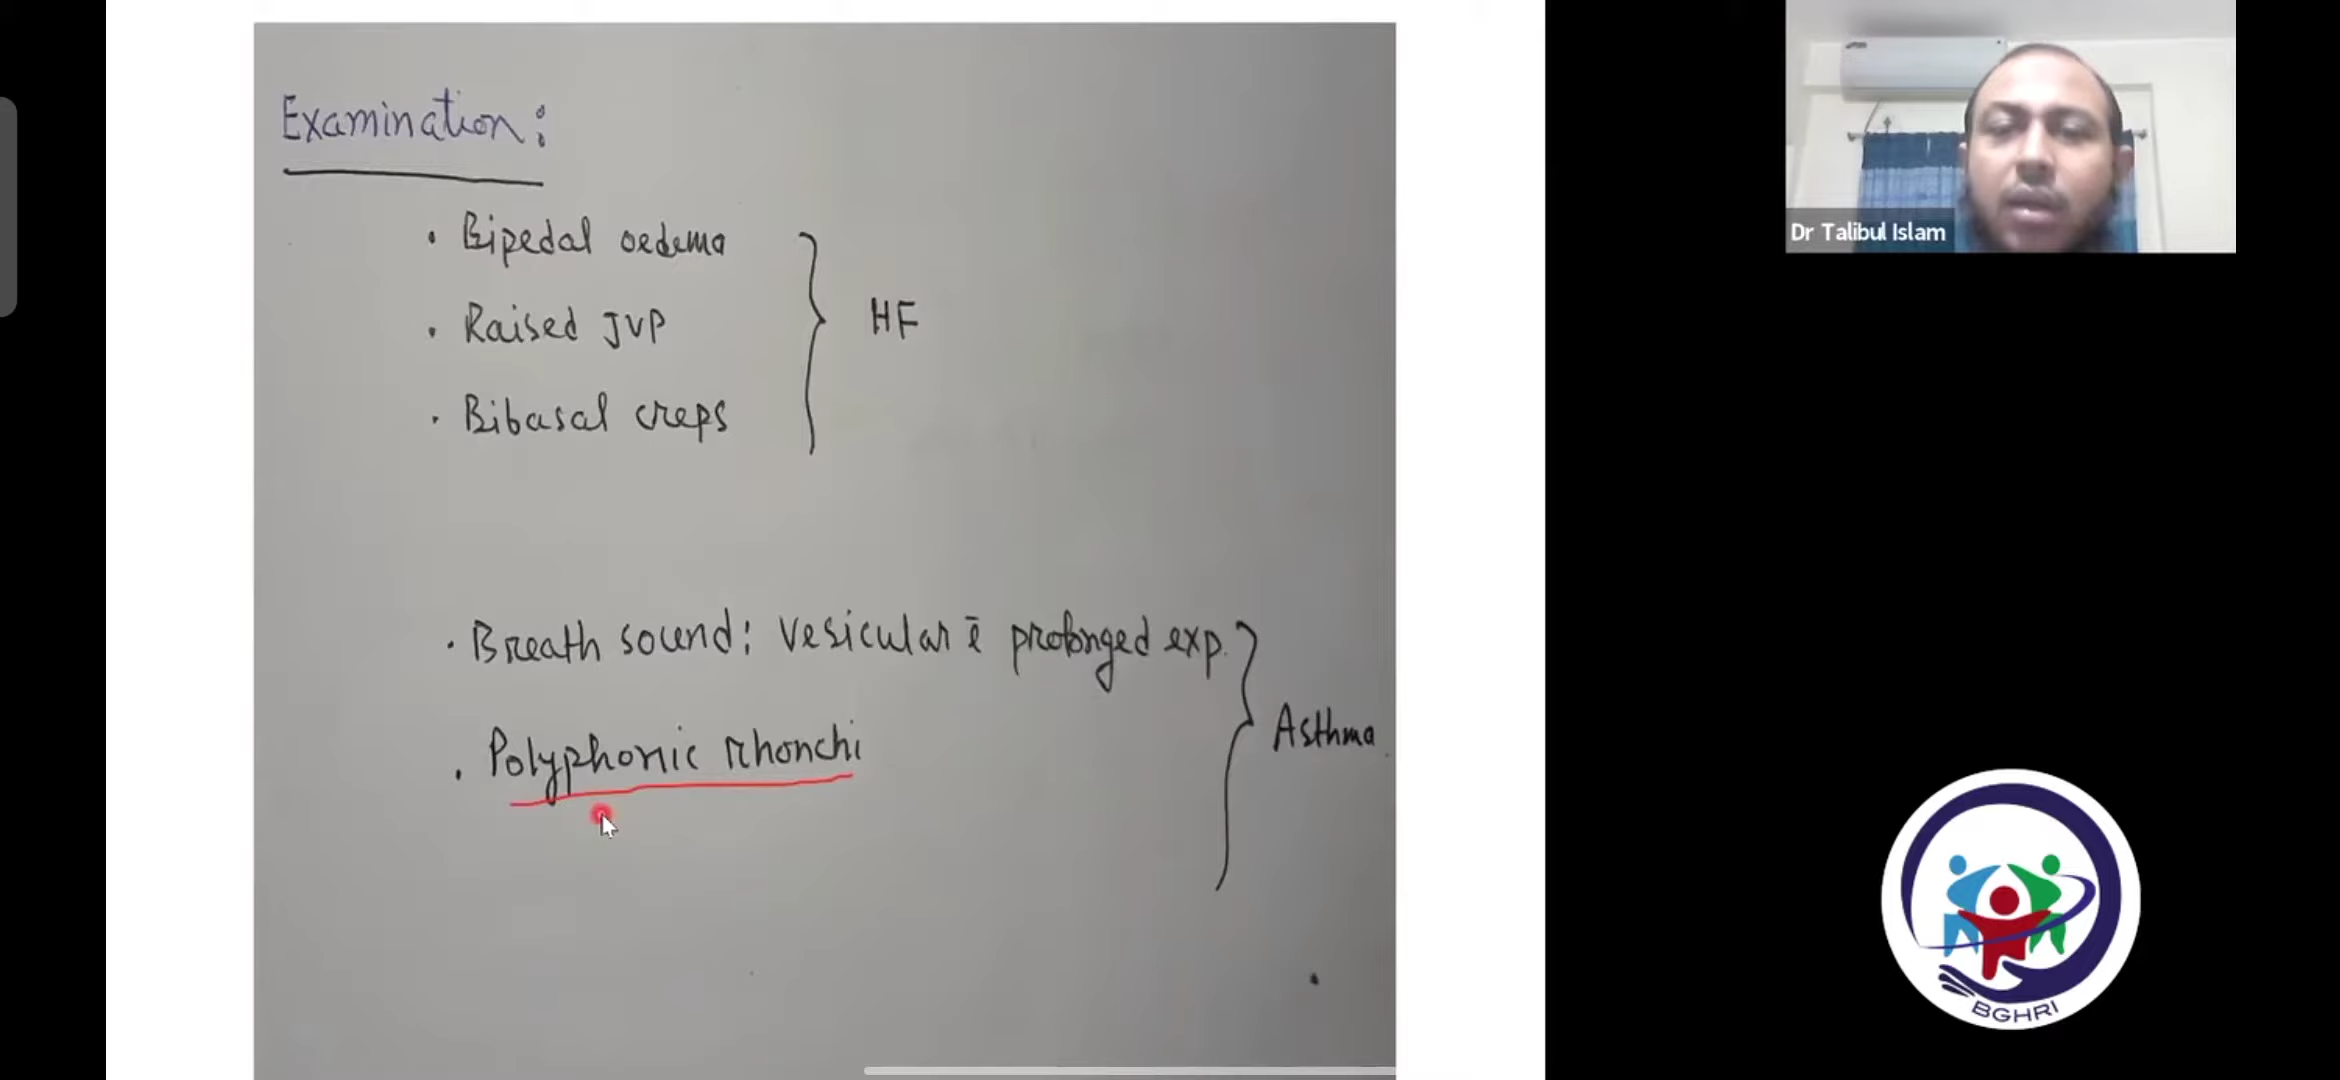 Examination:
• Bipedal oedema
• Raised JVP
• Bibasal creps
HF
• Breath sound: vesicular ē prolonged exp.
• Polyphonic rhonchi
Asthma
Dr Talibul Islam
BGHRI